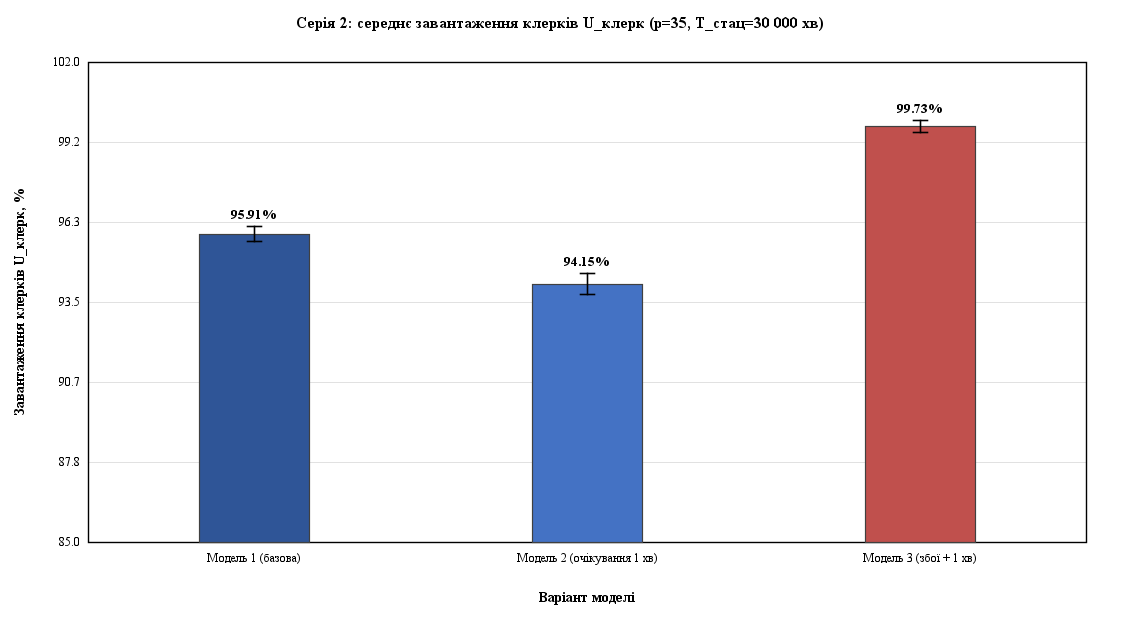 Серія 2: середнє завантаження клерків U_клерк (p=35, T_стац=30 000 хв)
102.0
99.2
96.3
93.5
90.7
87.8
85.0
Завантаження клерків U_клерк, %
95.91%
94.15%
99.73%
Модель 1 (базова)
Модель 2 (очікування 1 хв)
Модель 3 (збої + 1 хв)
Варіант моделі